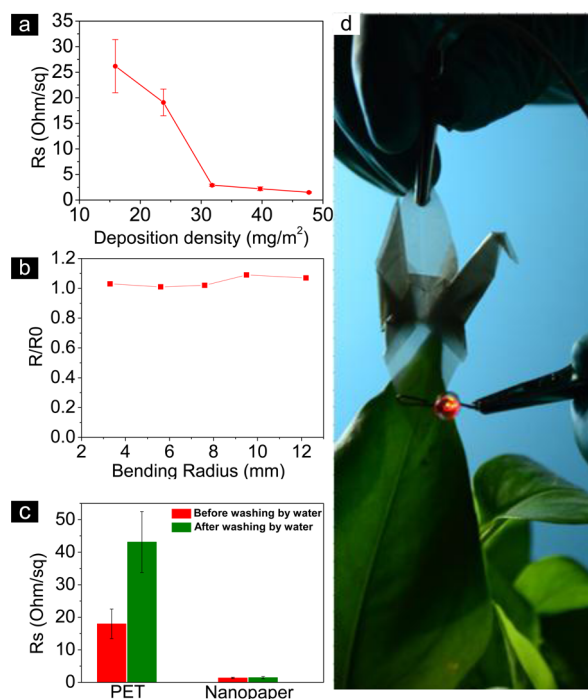 a
d
35
30
25
20
15
10
5
0
Rs (Ohm/sq)
10 20 30 40 50
Deposition density (mg/m²)
b
1.2
1.0
0.8
0.6
0.4
0.2
0.0
R/R0
2 4 6 8 10 12
Bending Radius (mm)
c
50
40
30
20
10
0
Rs (Ohm/sq)
Before washing by water
After washing by water
PET Nanopaper